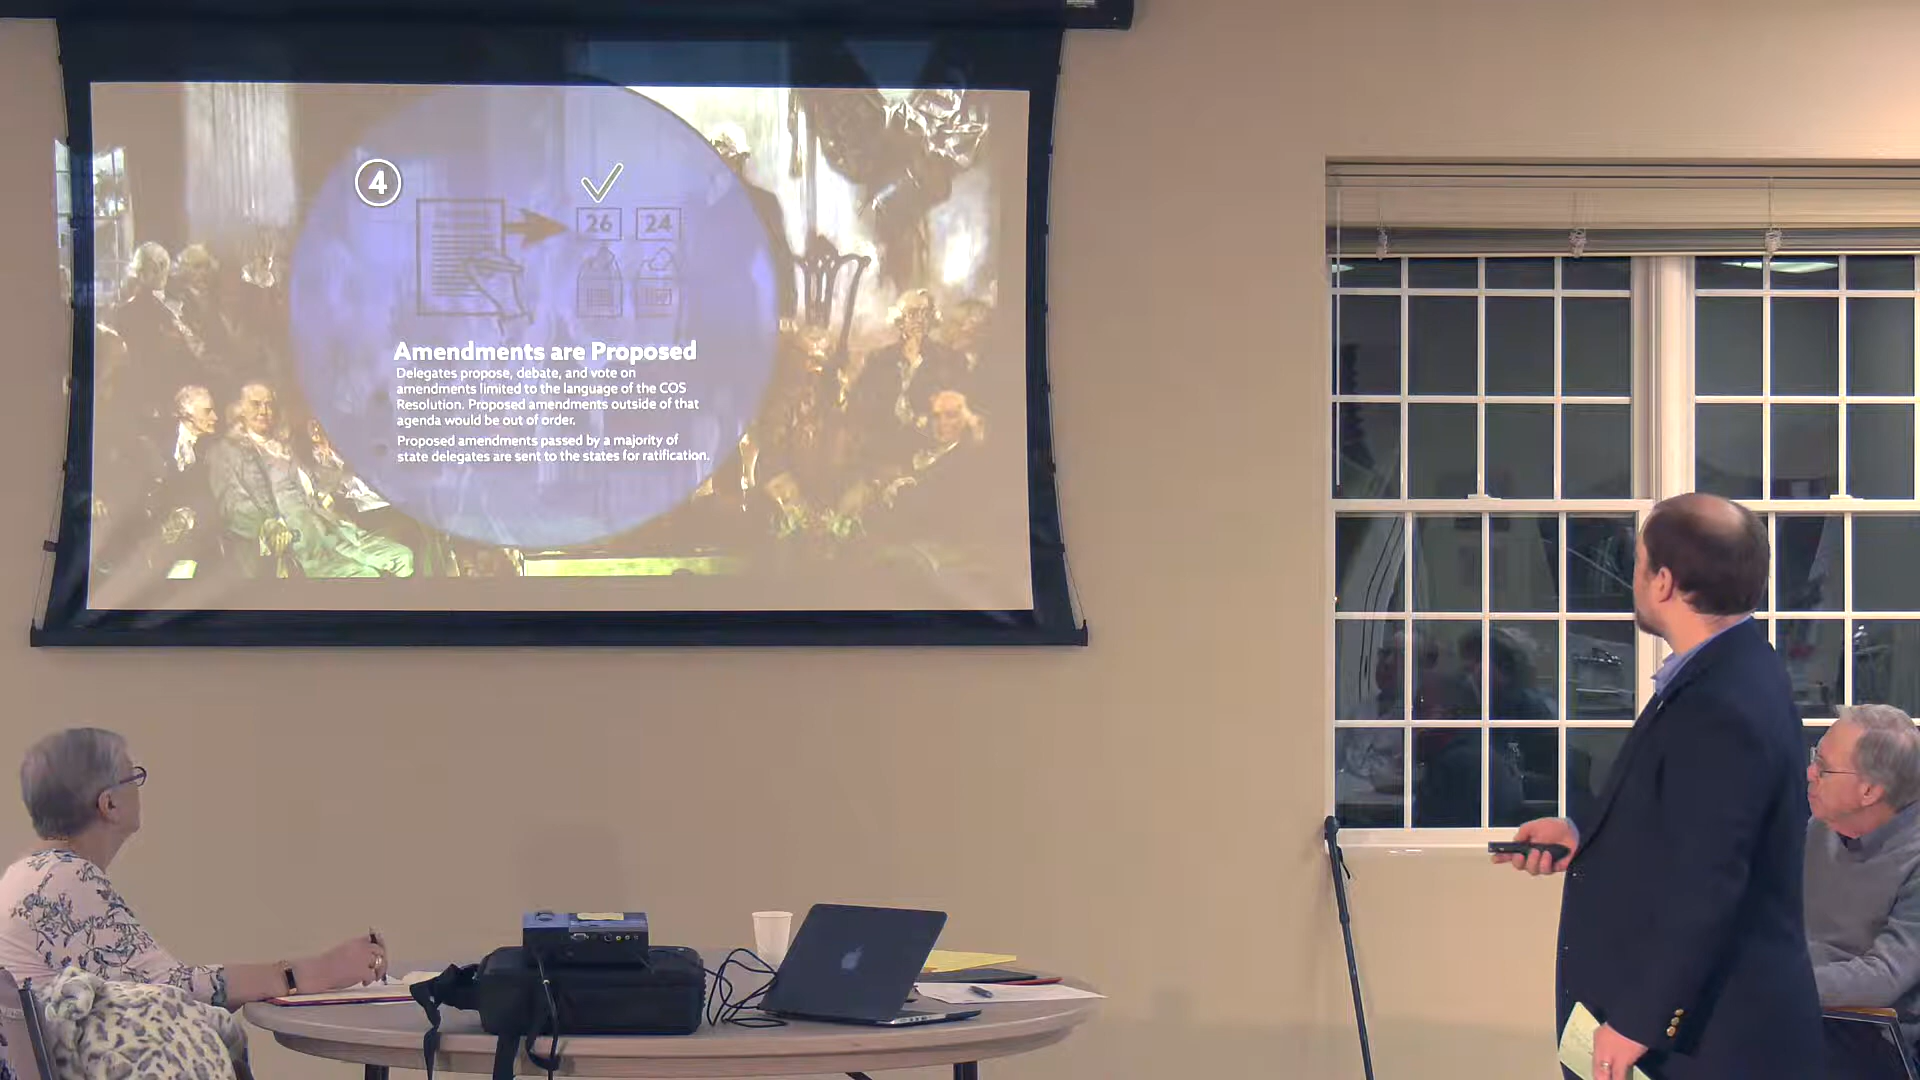 4
26 24
Amendments are Proposed
Delegates propose, debate, and vote on
amendments limited to the language of the COS
Resolution. Proposed amendments outside of that
agenda would be out of order.
Proposed amendments passed by a majority of
state delegates are sent to the states for ratification.